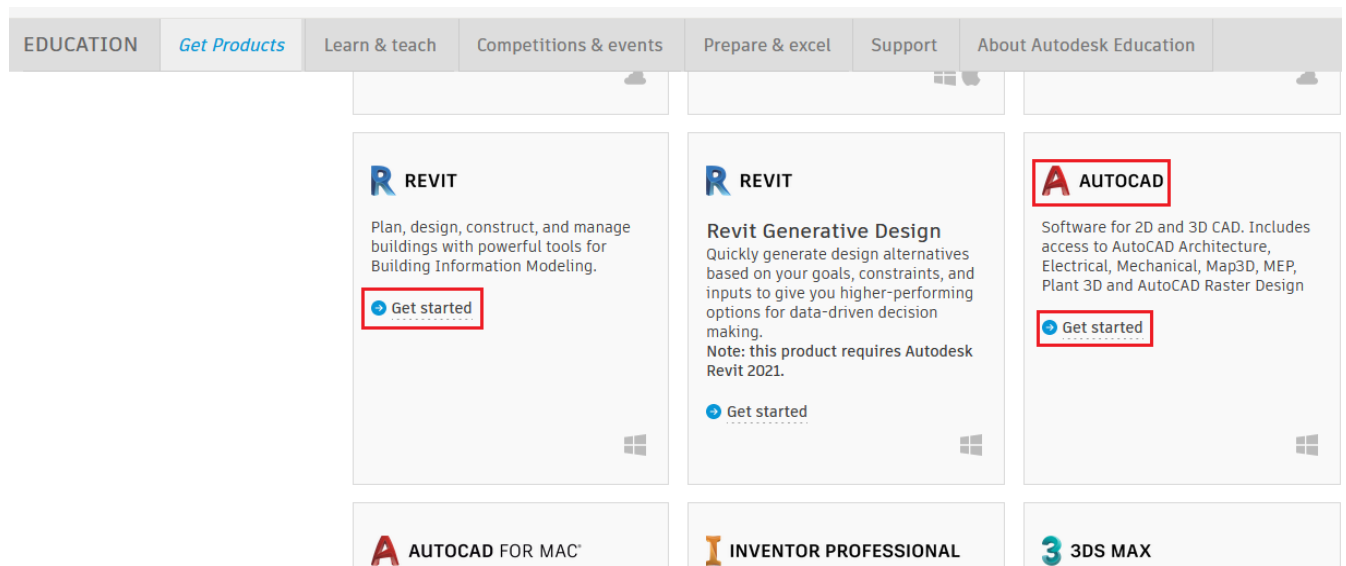 EDUCATION Get Products Learn & teach Competitions & events Prepare & excel Support About Autodesk Education
REVIT
Plan, design, construct, and manage
buildings with powerful tools for
Building Information Modeling.
Get started
REVIT
Revit Generative Design
Quickly generate design alternatives
based on your goals, constraints, and
inputs to give you higher-performing
options for data-driven decision
making.
Note: this product requires Autodesk
Revit 2021.
Get started
AUTOCAD
Software for 2D and 3D CAD. Includes
access to AutoCAD Architecture,
Electrical, Mechanical, Map3D, MEP,
Plant 3D and AutoCAD Raster Design
Get started
AUTOCAD FOR MAC®
INVENTOR PROFESSIONAL
3DS MAX